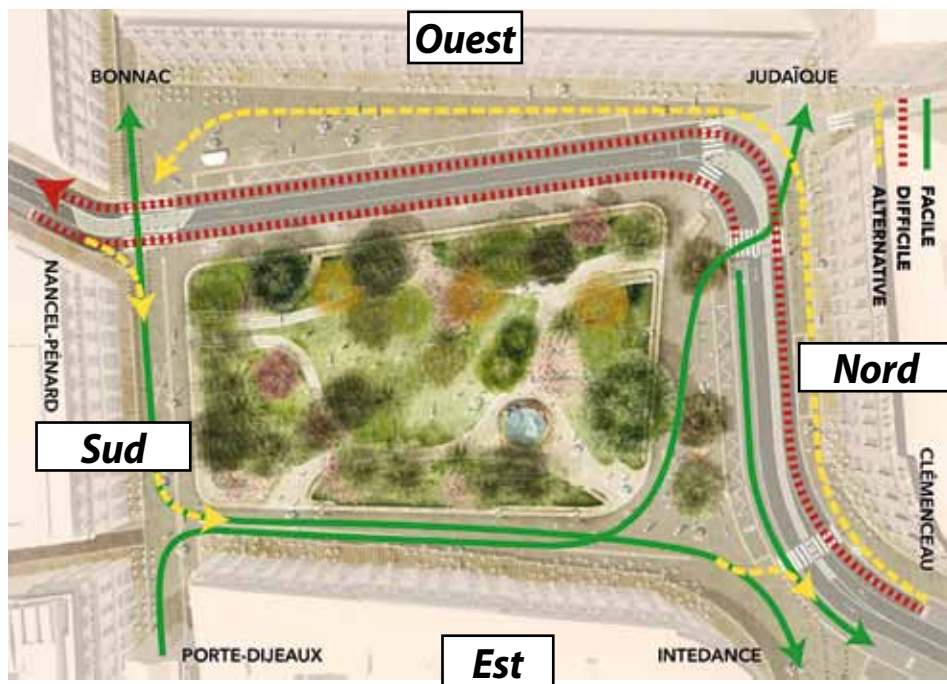 Ouest
BONNAC
JUDAÏQUE
FACILE
DIFFICILE
ALTERNATIVE
NANCEL-PÉNARD
Nord
Sud
CLÉMENCEAU
PORTE-DIJEAUX
Est
INTEDANCE